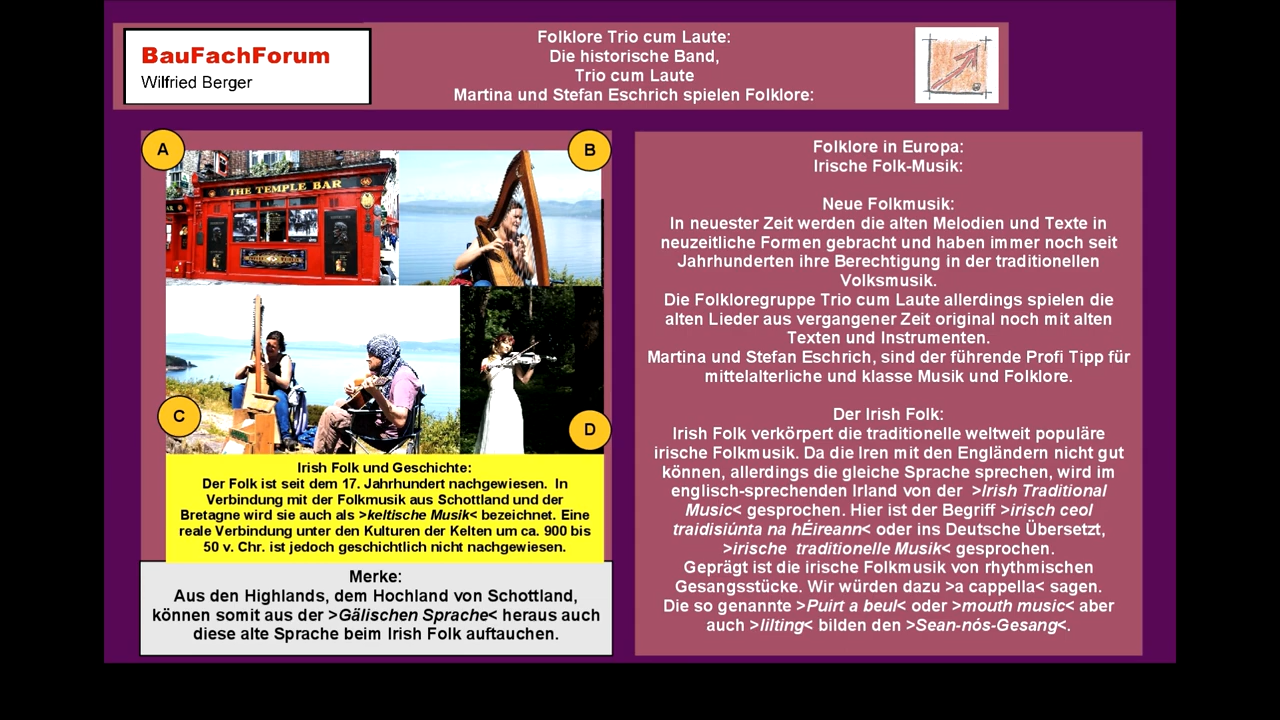 BauFachForum
Wilfried Berger
Folklore Trio cum Laute:
Die historische Band,
Trio cum Laute
Martina und Stefan Eschrich spielen Folklore:
A
B
THE TEMPLE BAR
C
D
Irish Folk und Geschichte:
Der Folk ist seit dem 17. Jahrhundert nachgewiesen. In
Verbindung mit der Folkmusik aus Schottland und der
Bretagne wird sie auch als >keltische Musik< bezeichnet. Eine
reale Verbindung unter den Kulturen der Kelten um ca. 900 bis
50 v. Chr. ist jedoch geschichtlich nicht nachgewiesen.
Merke:
Aus den Highlands, dem Hochland von Schottland,
können somit aus der >Gälischen Sprache< heraus auch
diese alte Sprache beim Irish Folk auftauchen.
Folklore in Europa:
Irische Folk-Musik:
Neue Folkmusik:
In neuester Zeit werden die alten Melodien und Texte in
neuzeitliche Formen gebracht und haben immer noch seit
Jahrhunderten ihre Berechtigung in der traditionellen
Volksmusik.
Die Folkloregruppe Trio cum Laute allerdings spielen die
alten Lieder aus vergangener Zeit original noch mit alten
Texten und Instrumenten.
Martina und Stefan Eschrich, sind der führende Profi Tipp für
mittelalterliche und klasse Musik und Folklore.
Der Irish Folk:
Irish Folk verkörpert die traditionelle weltweit populäre
irische Folkmusik. Da die Iren mit den Engländern nicht gut
können, allerdings die gleiche Sprache sprechen, wird im
englisch-sprechenden Irland von der >Irish Traditional
Music< gesprochen. Hier ist der Begriff >irisch ceol
traidisiúnta na hÉireann< oder ins Deutsche Übersetzt,
>irische traditionelle Musik< gesprochen.
Geprägt ist die irische Folkmusik von rhythmischen
Gesangsstücke. Wir würden dazu >a cappella< sagen.
Die so genannte >Puirt a beul< oder >mouth music< aber
auch >lilting< bilden den >Sean-nós-Gesang<.